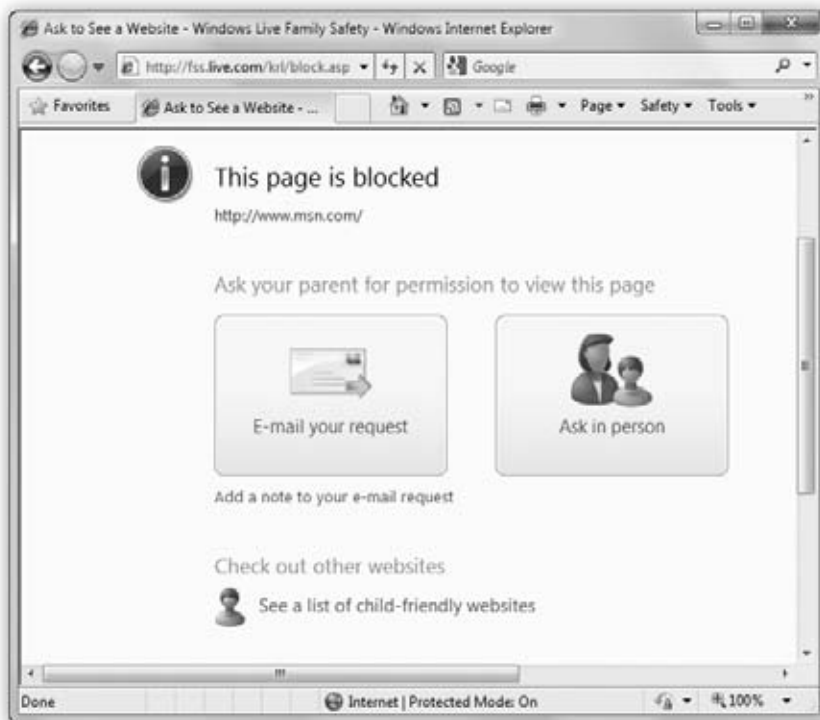 Ask to See a Website - Windows Live Family Safety - Windows Internet Explorer
http://fss.live.com/krl/block.asp Google
Favorites Ask to See a Website - ... Page Safety Tools »
This page is blocked
http://www.msn.com/
Ask your parent for permission to view this page
E-mail your request Ask in person
Add a note to your e-mail request
Check out other websites
See a list of child-friendly websites
Done Internet | Protected Mode: On 100%